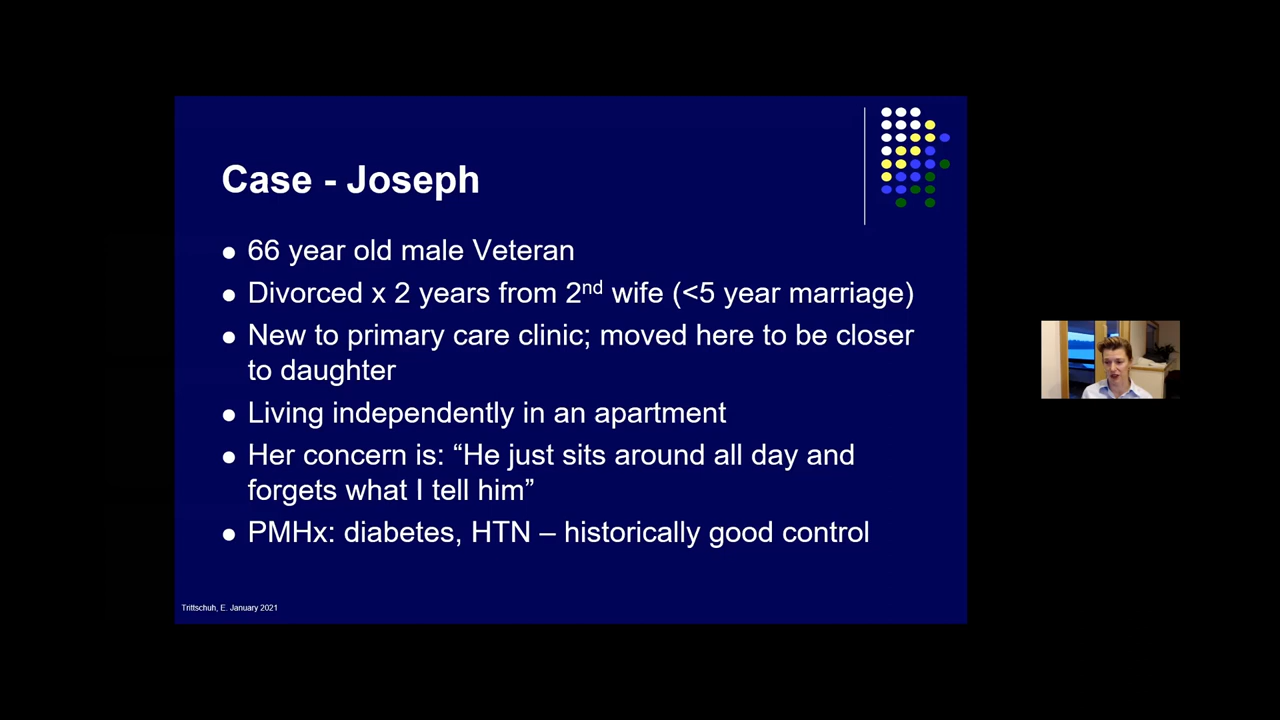 Case - Joseph
● 66 year old male Veteran
● Divorced x 2 years from 2nd wife (<5 year marriage)
● New to primary care clinic; moved here to be closer
to daughter
● Living independently in an apartment
● Her concern is: “He just sits around all day and
forgets what I tell him”
● PMHx: diabetes, HTN – historically good control
Trittschuh, E. January 2021